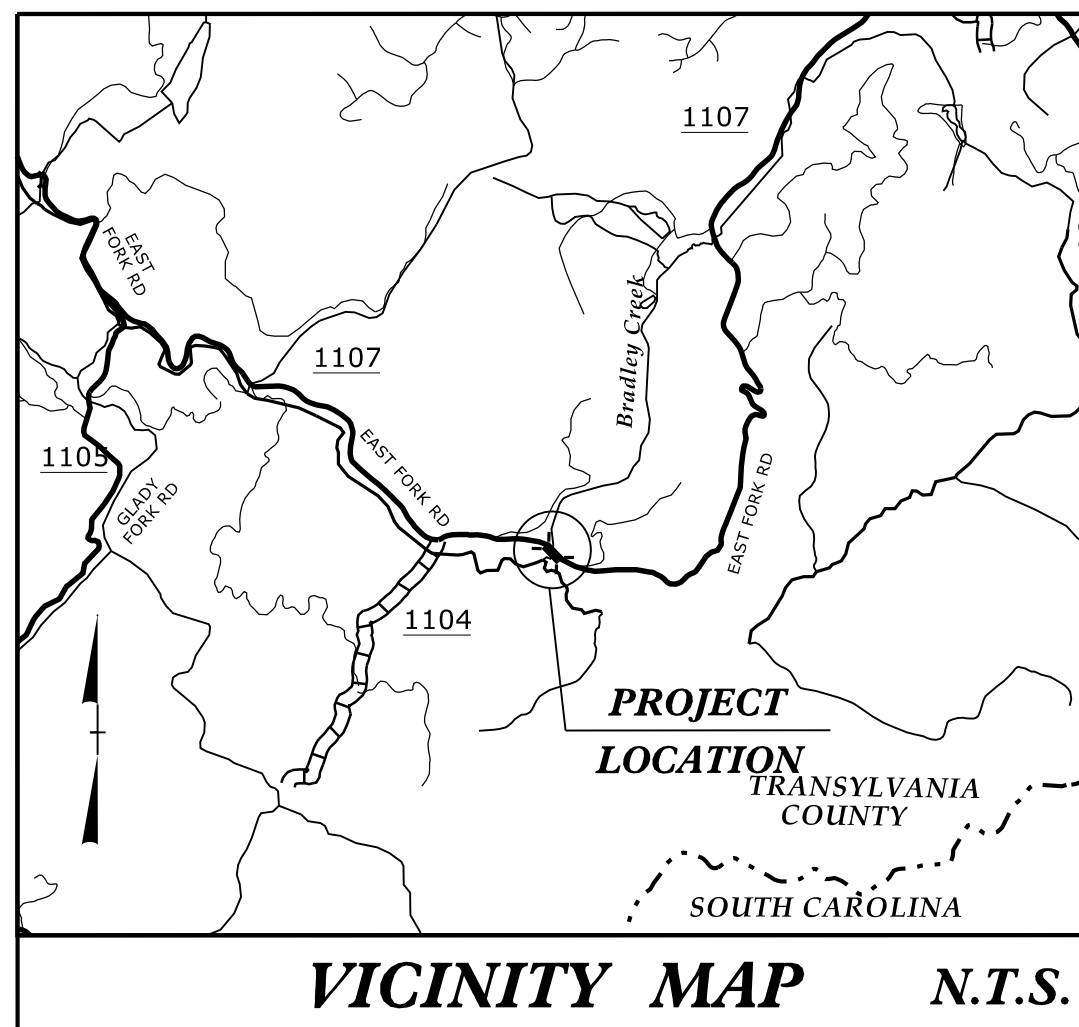 1107
EAST
FORK RD
1107
Bradley Creek
1105
EAST FORK RD
GLADY
FORK RD
EAST FORK RD
1104
PROJECT
LOCATION
TRANSYLVANIA
COUNTY
SOUTH CAROLINA
VICINITY MAP
N.T.S.